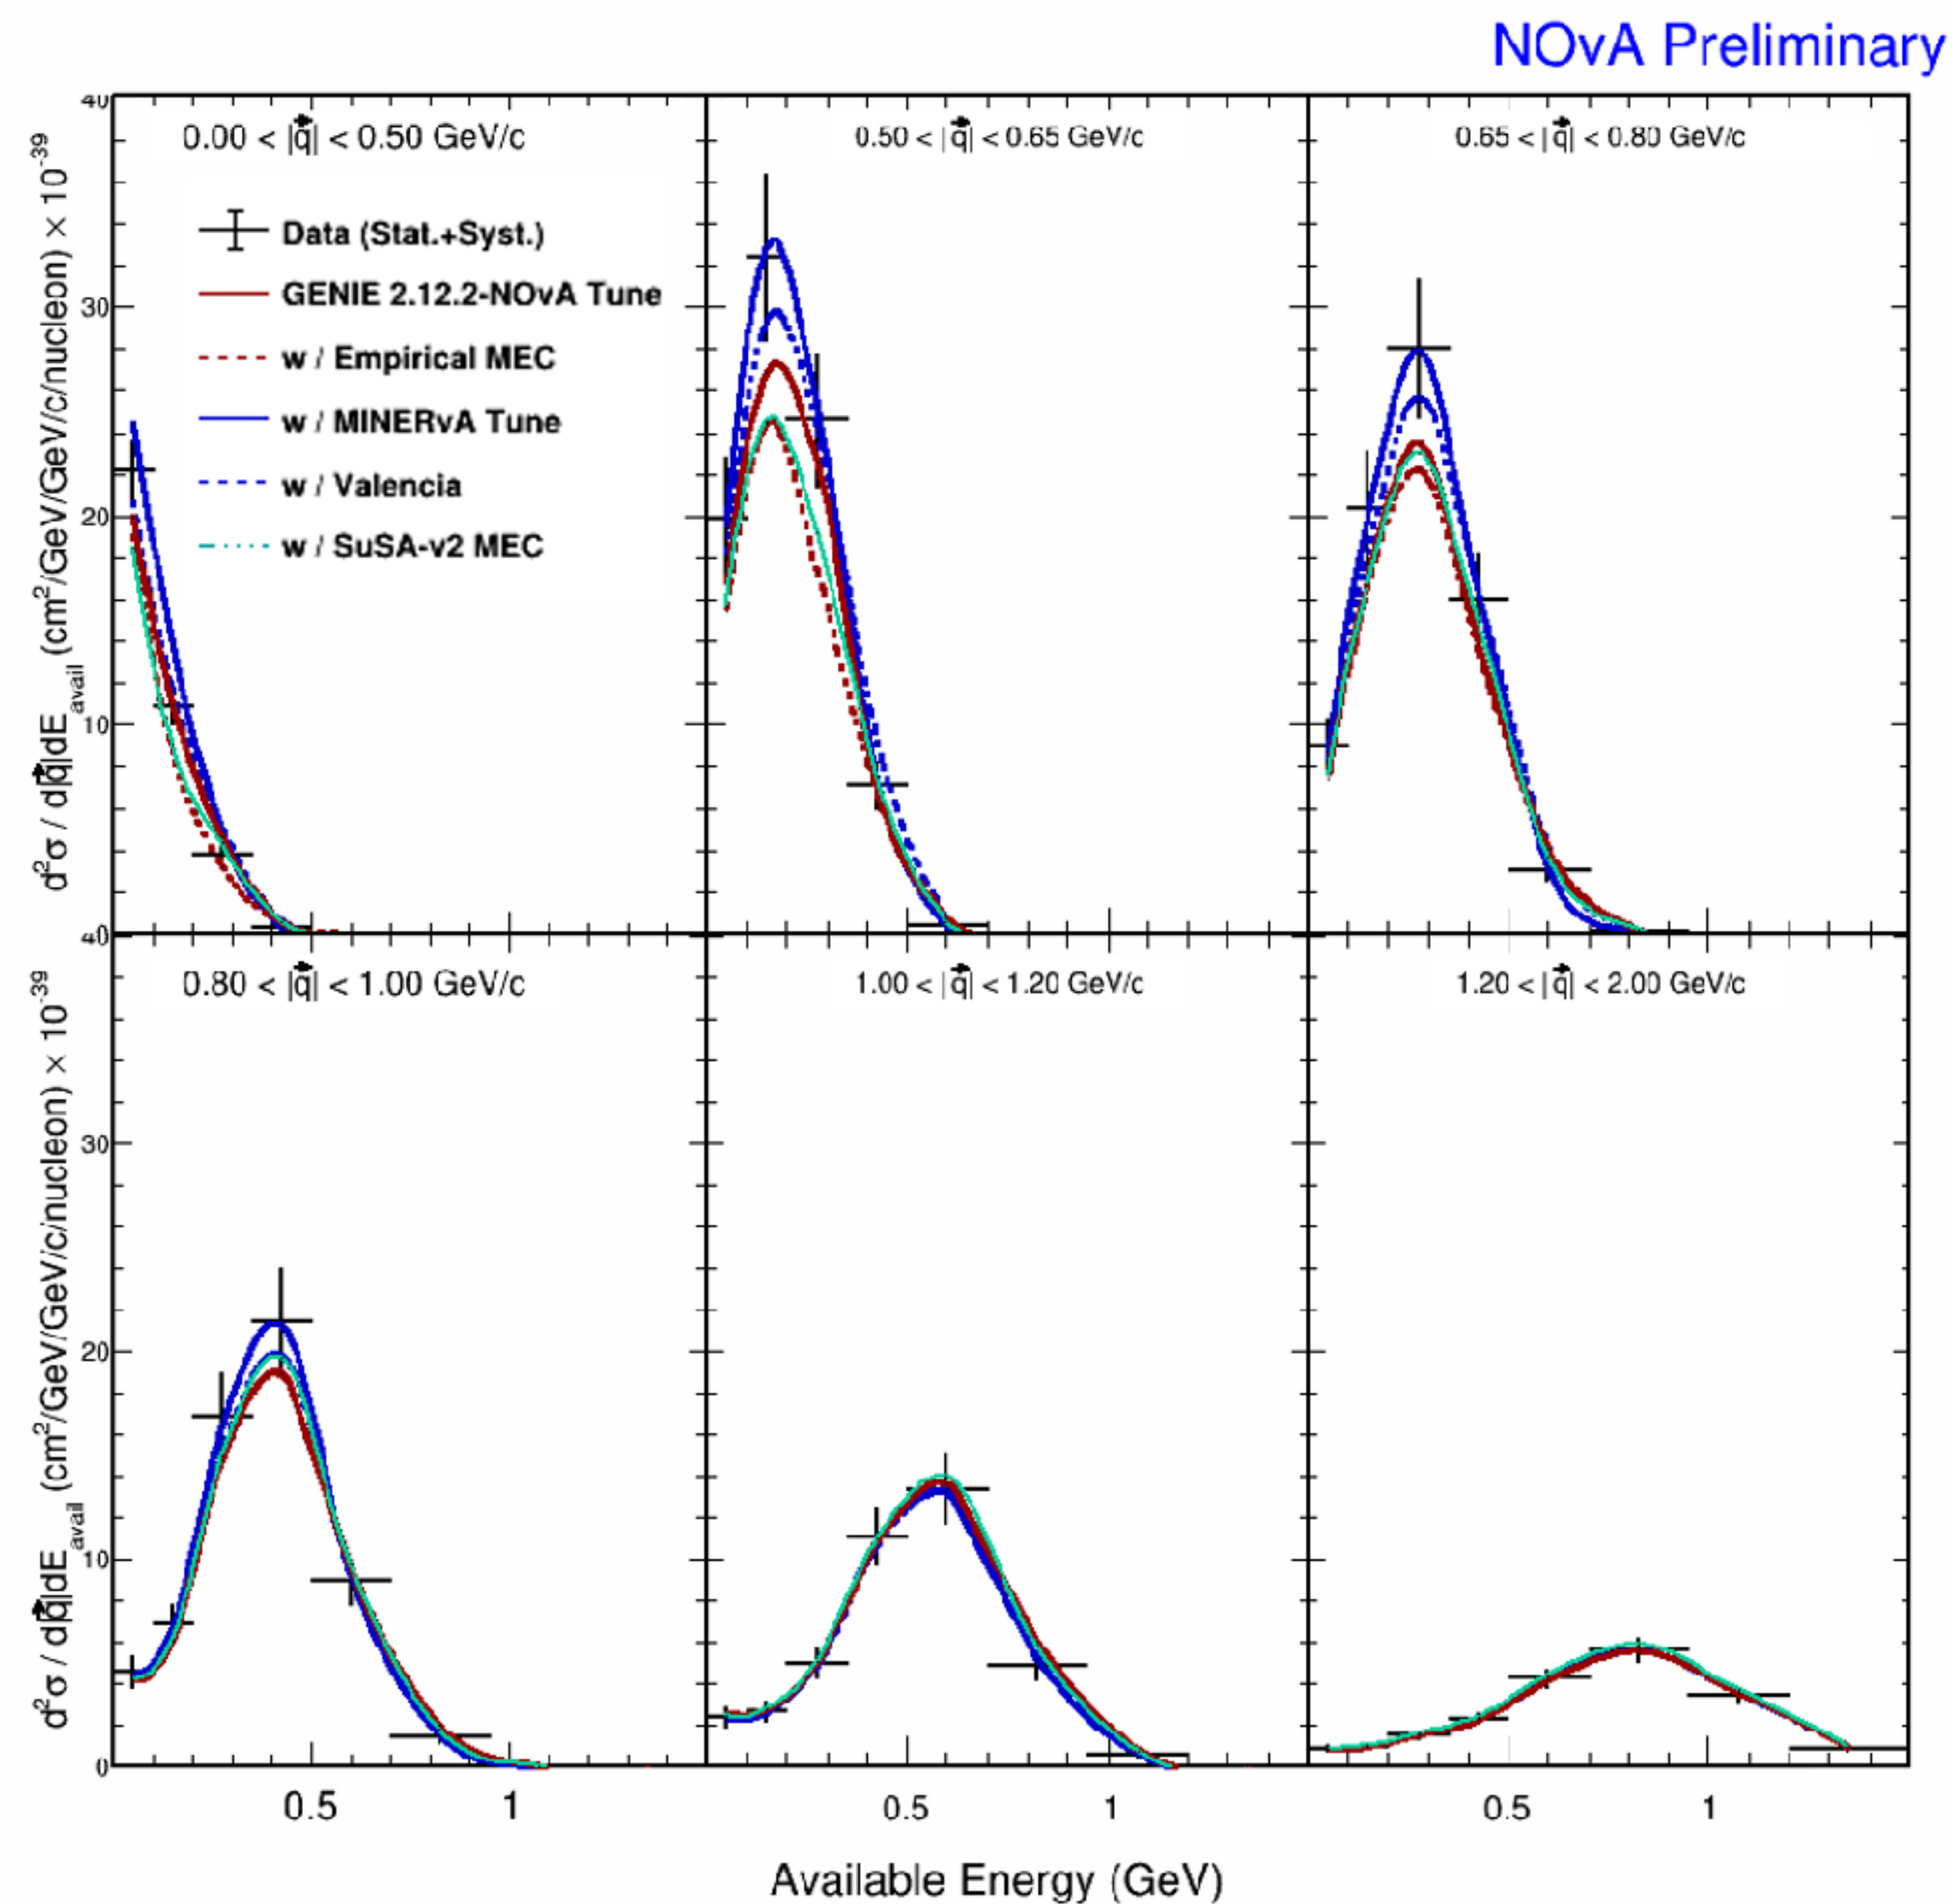 NOvA Preliminary
d²σ / d|q⃗|dE_avail (cm²/GeV/GeV/c/nucleon) × 10⁻³⁹
40
30
20
10
0.00 < |q⃗| < 0.50 GeV/c
Data (Stat.+Syst.)
GENIE 2.12.2-NOvA Tune
w / Empirical MEC
w / MINERvA Tune
w / Valencia
w / SuSA-v2 MEC
0.50 < |q⃗| < 0.65 GeV/c
0.65 < |q⃗| < 0.80 GeV/c
d²σ / d|q⃗|dE_avail (cm²/GeV/GeV/c/nucleon) × 10⁻³⁹
40
30
20
10
0
0.80 < |q⃗| < 1.00 GeV/c
1.00 < |q⃗| < 1.20 GeV/c
1.20 < |q⃗| < 2.00 GeV/c
0.5 1 0.5 1 0.5 1
Available Energy (GeV)